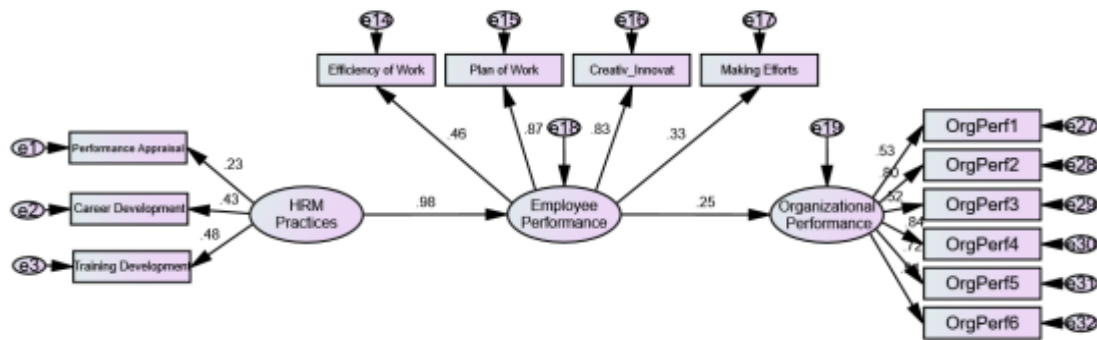 e14 e15 e16 e17
Efficiency of Work Plan of Work Creativ_Innovat Making Efforts
.46 .87 e18 .83 .33 e19
e1 Performance Appraisal .23
e2 Career Development .43
e3 Training Development .48
HRM
Practices
.98
Employee
Performance
.25
Organizational
Performance
.53 OrgPerf1 e27
.80 OrgPerf2 e28
.52 OrgPerf3 e29
.84 OrgPerf4 e30
.72 OrgPerf5 e31
OrgPerf6 e32